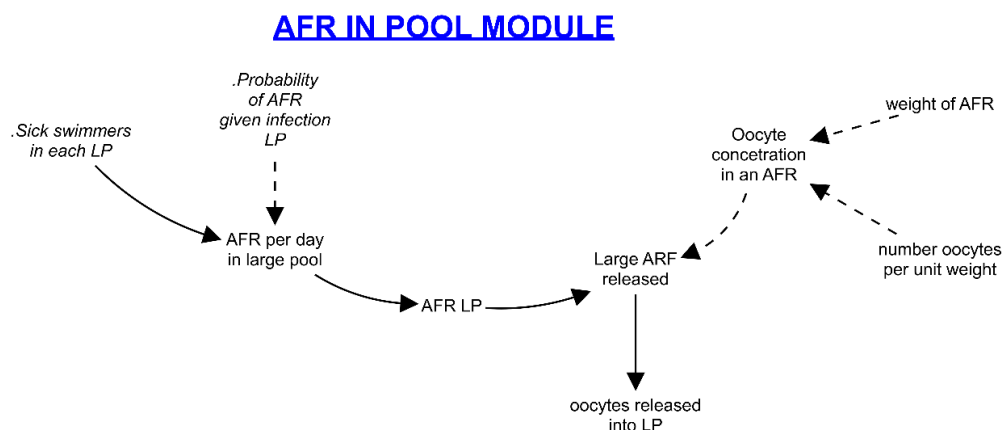 AFR IN POOL MODULE
.Probability
of AFR
given infection
LP
.Sick swimmers
in each LP
weight of AFR
Oocyte
concetration
in an AFR
AFR per day
in large pool
number oocytes
per unit weight
Large ARF
released
AFR LP
oocytes released
into LP